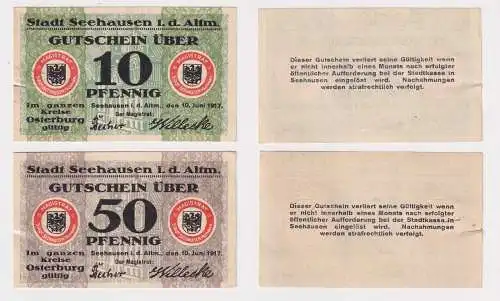 Stadt Seehausen i. d. Altm.
GUTSCHEIN ÜBER
10
PFENNIG
MAGISTRAT
MAGISTRAT
Im ganzen
Kreise
Osterburg
gültig
Seehausen i. d. Altm., den 10. Juni 1917.
Der Magistrat:
Dieser Gutschein verliert seine Gültigkeit wenn
er nicht innerhalb eines Monats nach erfolgter
öffentlicher Aufforderung bei der Stadtkasse in
Seehausen eingelöst wird. Nachahmungen
werden strafrechtlich verfolgt.
Stadt Seehausen i. d. Altm.
GUTSCHEIN ÜBER
50
PFENNIG
MAGISTRAT
MAGISTRAT
Im ganzen
Kreise
Osterburg
gültig
Seehausen i. d. Altm., den 10. Juni 1917.
Der Magistrat:
Dieser Gutschein verliert seine Gültigkeit wenn
er nicht innerhalb eines Monats nach erfolgter
öffentlicher Aufforderung bei der Stadtkasse in
Seehausen eingelöst wird. Nachahmungen
werden strafrechtlich verfolgt.